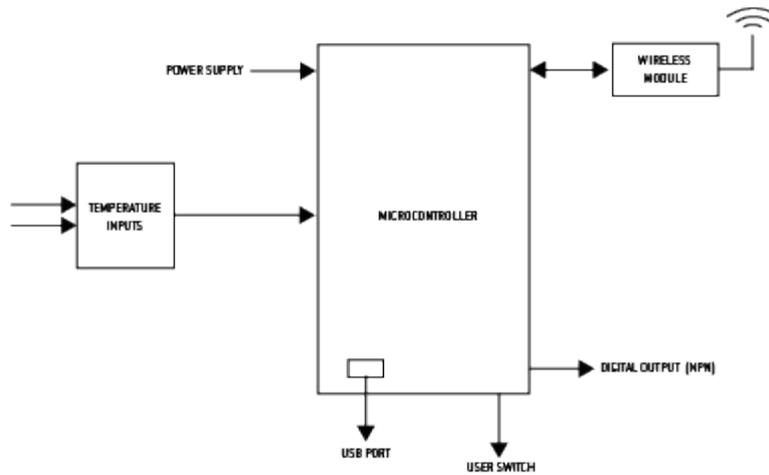 WIRELESS
MODULE
POWER SUPPLY
TEMPERATURE
INPUTS
MICROCONTROLLER
DIGITAL OUTPUT (NPN)
USB PORT
USER SWITCH